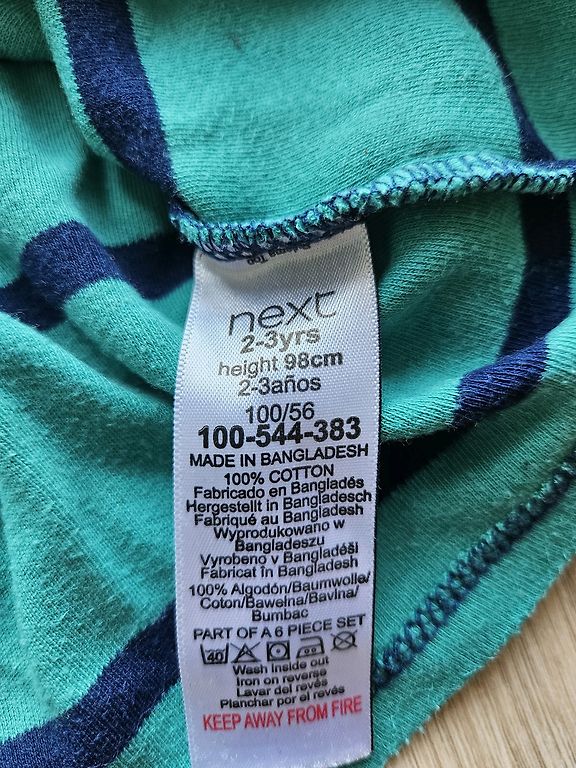 next
2-3yrs
height 98cm
2-3años
100/56
100-544-383
MADE IN BANGLADESH
100% COTTON
Fabricado en Bangladés
Hergestellt in Bangladesch
Fabriqué au Bangladesh
Wyprodukowano w
Bangladeszu
Vyrobeno v Bangladéši
Fabricat în Bangladesh
100% Algodón/Baumwolle/
Coton/Bawełna/Bavlna/
Bumbac
PART OF A 6 PIECE SET
40
Wash inside out
Iron on reverse
Lavar del revés
Planchar por el revés
KEEP AWAY FROM FIRE